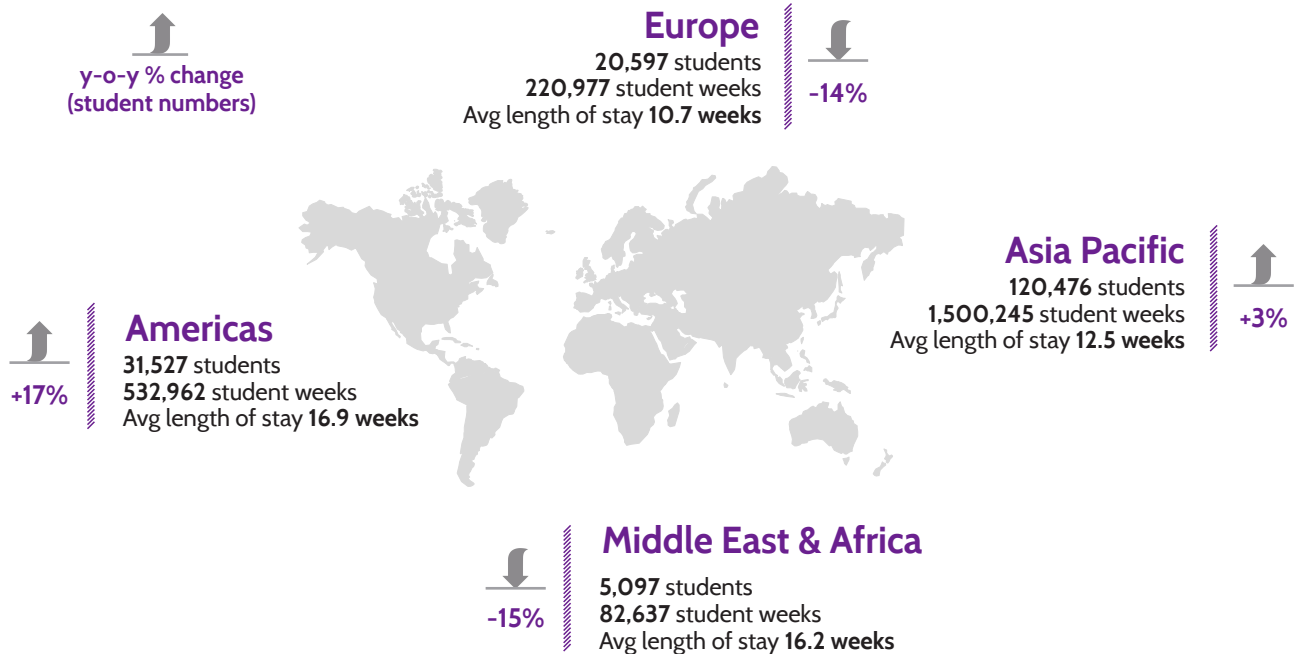 y-o-y % change
(student numbers)
Europe
20,597 students
220,977 student weeks
Avg length of stay 10.7 weeks
-14%
Asia Pacific
120,476 students
1,500,245 student weeks
Avg length of stay 12.5 weeks
+3%
Americas
31,527 students
532,962 student weeks
Avg length of stay 16.9 weeks
+17%
Middle East & Africa
5,097 students
82,637 student weeks
Avg length of stay 16.2 weeks
-15%